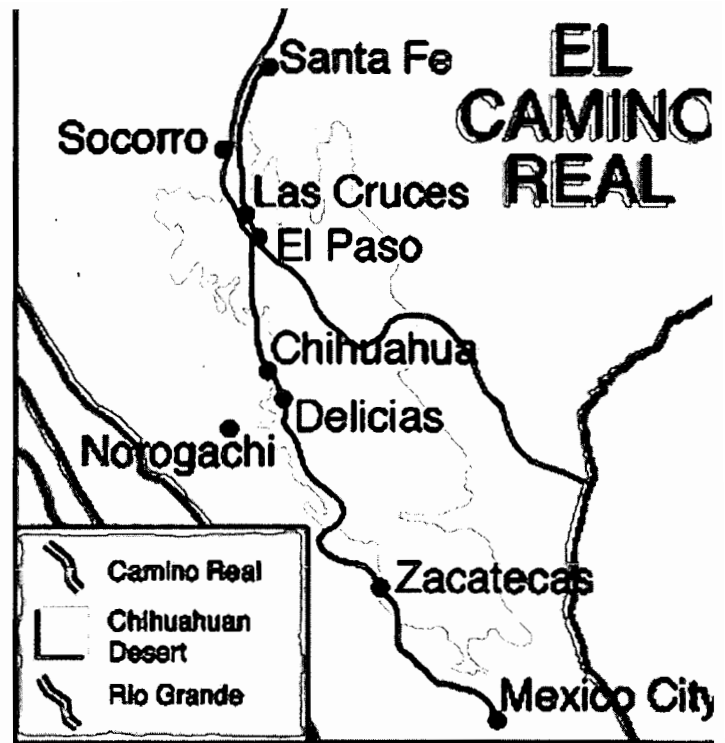 EL
CAMINO
REAL
Santa Fe
Socorro
Las Cruces
El Paso
Chihuahua
Delicias
Norogachi
Zacatecas
Mexico City
Camino Real
Chihuahuan
Desert
Rio Grande